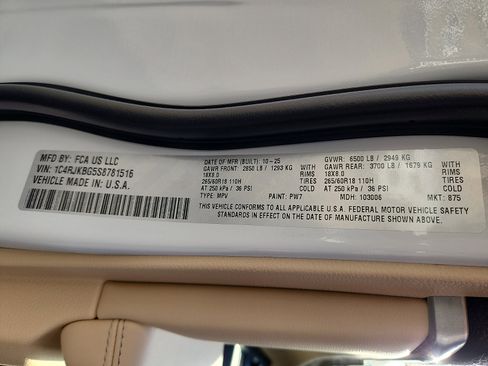 MFD BY: FCA US LLC
VIN: 1C4RJKBG5S8781516
VEHICLE MADE IN U.S.A.
DATE OF MFR (BUILT): 10-25 GVWR: 6500 LB / 2949 KG
GAWR FRONT: 2850 LB / 1293 KG WITH GAWR REAR: 3700 LB / 1679 KG WITH
18X8.0 RIMS 18X8.0 RIMS
265/60R18 110H TIRES 265/60R18 110H TIRES
AT 250 kPa / 36 PSI AT 250 kPa / 36 PSI
TYPE: MPV PAINT: PW7 MDH: 103006 MKT: 875
THIS VEHICLE CONFORMS TO ALL APPLICABLE U.S.A. FEDERAL MOTOR VEHICLE SAFETY
STANDARDS IN EFFECT ON THE DATE OF MANUFACTURE SHOWN ABOVE.